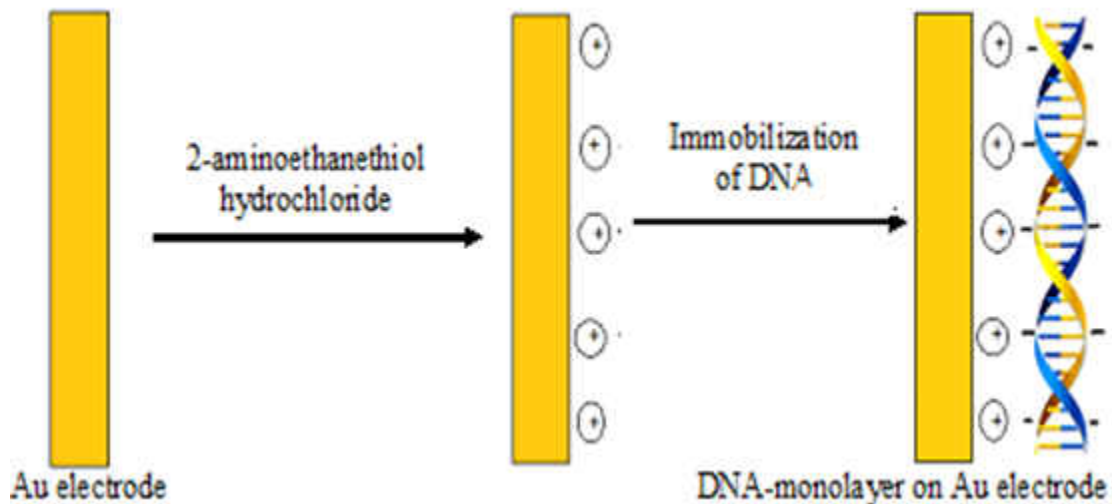 2-aminoethanethiol
hydrochloride
Immobilization
of DNA
Au electrode
DNA-monolayer on Au electrode